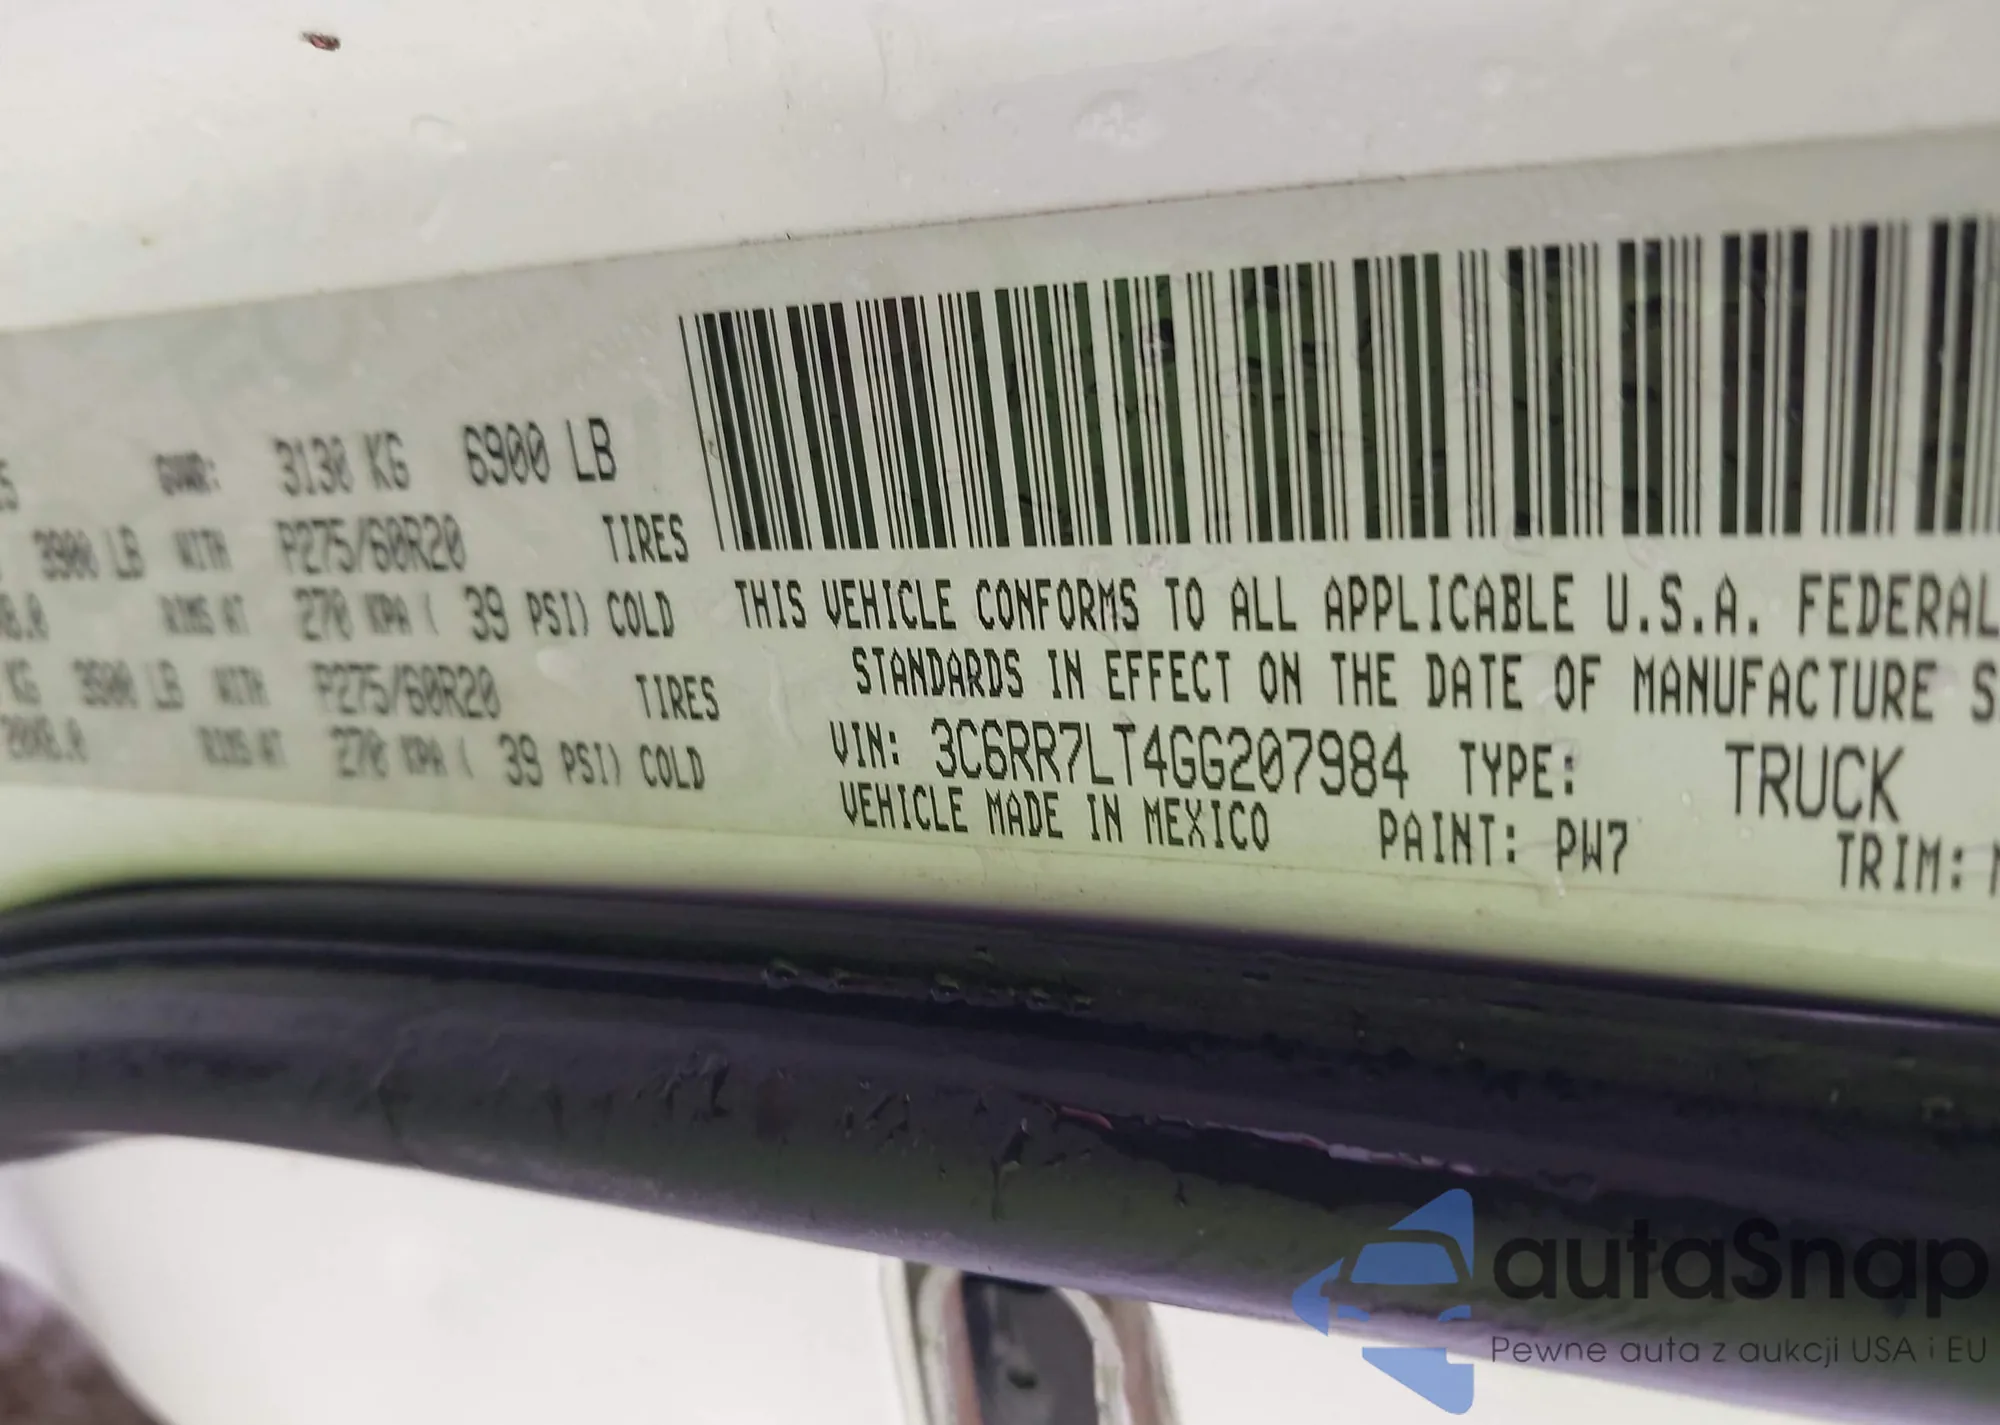 GVWR: 3130 KG 6900 LB
3900 LB WITH P275/60R20 TIRES
RIMS AT 270 KPA ( 39 PSI) COLD
KG 3900 LB WITH P275/60R20 TIRES
20X8.0 RIMS AT 270 KPA ( 39 PSI) COLD
THIS VEHICLE CONFORMS TO ALL APPLICABLE U.S.A. FEDERAL
STANDARDS IN EFFECT ON THE DATE OF MANUFACTURE S
VIN: 3C6RR7LT4GG207984 TYPE: TRUCK
VEHICLE MADE IN MEXICO PAINT: PW7 TRIM:
autaSnap
Pewne auta z aukcji USA i EU